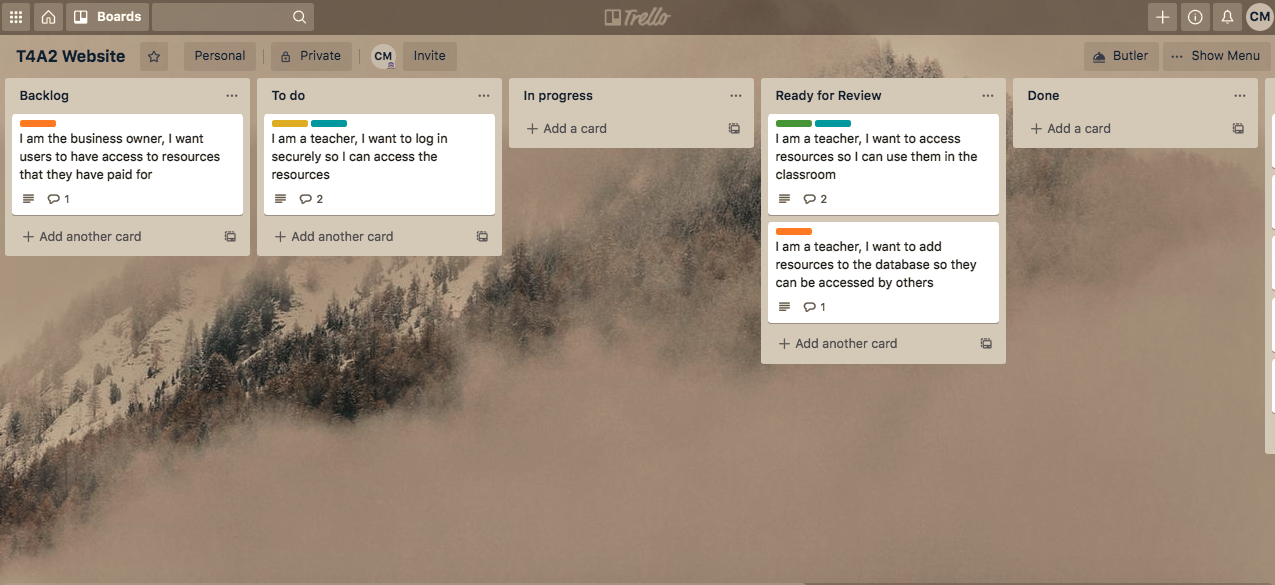 Boards
Trello
CM
T4A2 Website
Personal
Private
CM
Invite
Butler
Show Menu
Backlog
I am the business owner, I want
users to have access to resources
that they have paid for
1
Add another card
To do
I am a teacher, I want to log in
securely so I can access the
resources
2
Add another card
In progress
Add a card
Ready for Review
I am a teacher, I want to access
resources so I can use them in the
classroom
2
I am a teacher, I want to add
resources to the database so they
can be accessed by others
1
Add another card
Done
Add a card